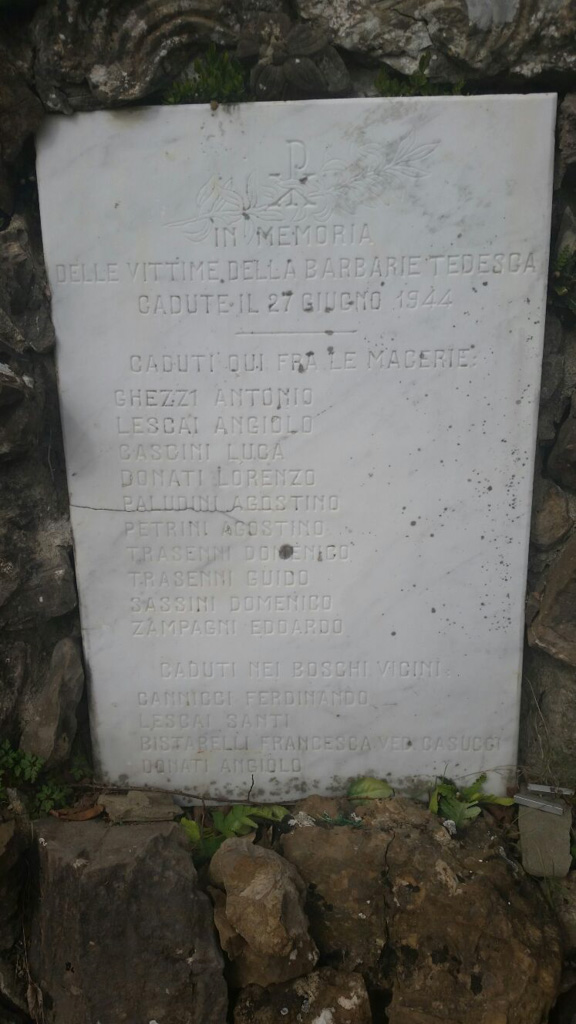 IN MEMORIA
DELLE VITTIME DELLA BARBARIE TEDESCA
CADUTE IL 27 GIUGNO 1944
CADUTI QUI FRA LE MACERIE:
GHEZZI ANTONIO
LESCAI ANGIOLO
CASCINI LUCA
DONATI LORENZO
PALUDINI AGOSTINO
PETRINI AGOSTINO
TRASENNI DOMENICO
TRASENNI GUIDO
SASSINI DOMENICO
ZAMPAGNI EDOARDO
CADUTI NEI BOSCHI VICINI:
CANNICCI FERDINANDO
LESCAI SANTI
BISTARELLI FRANCESCA VED. CASUCCI
DONATI ANGIOLO